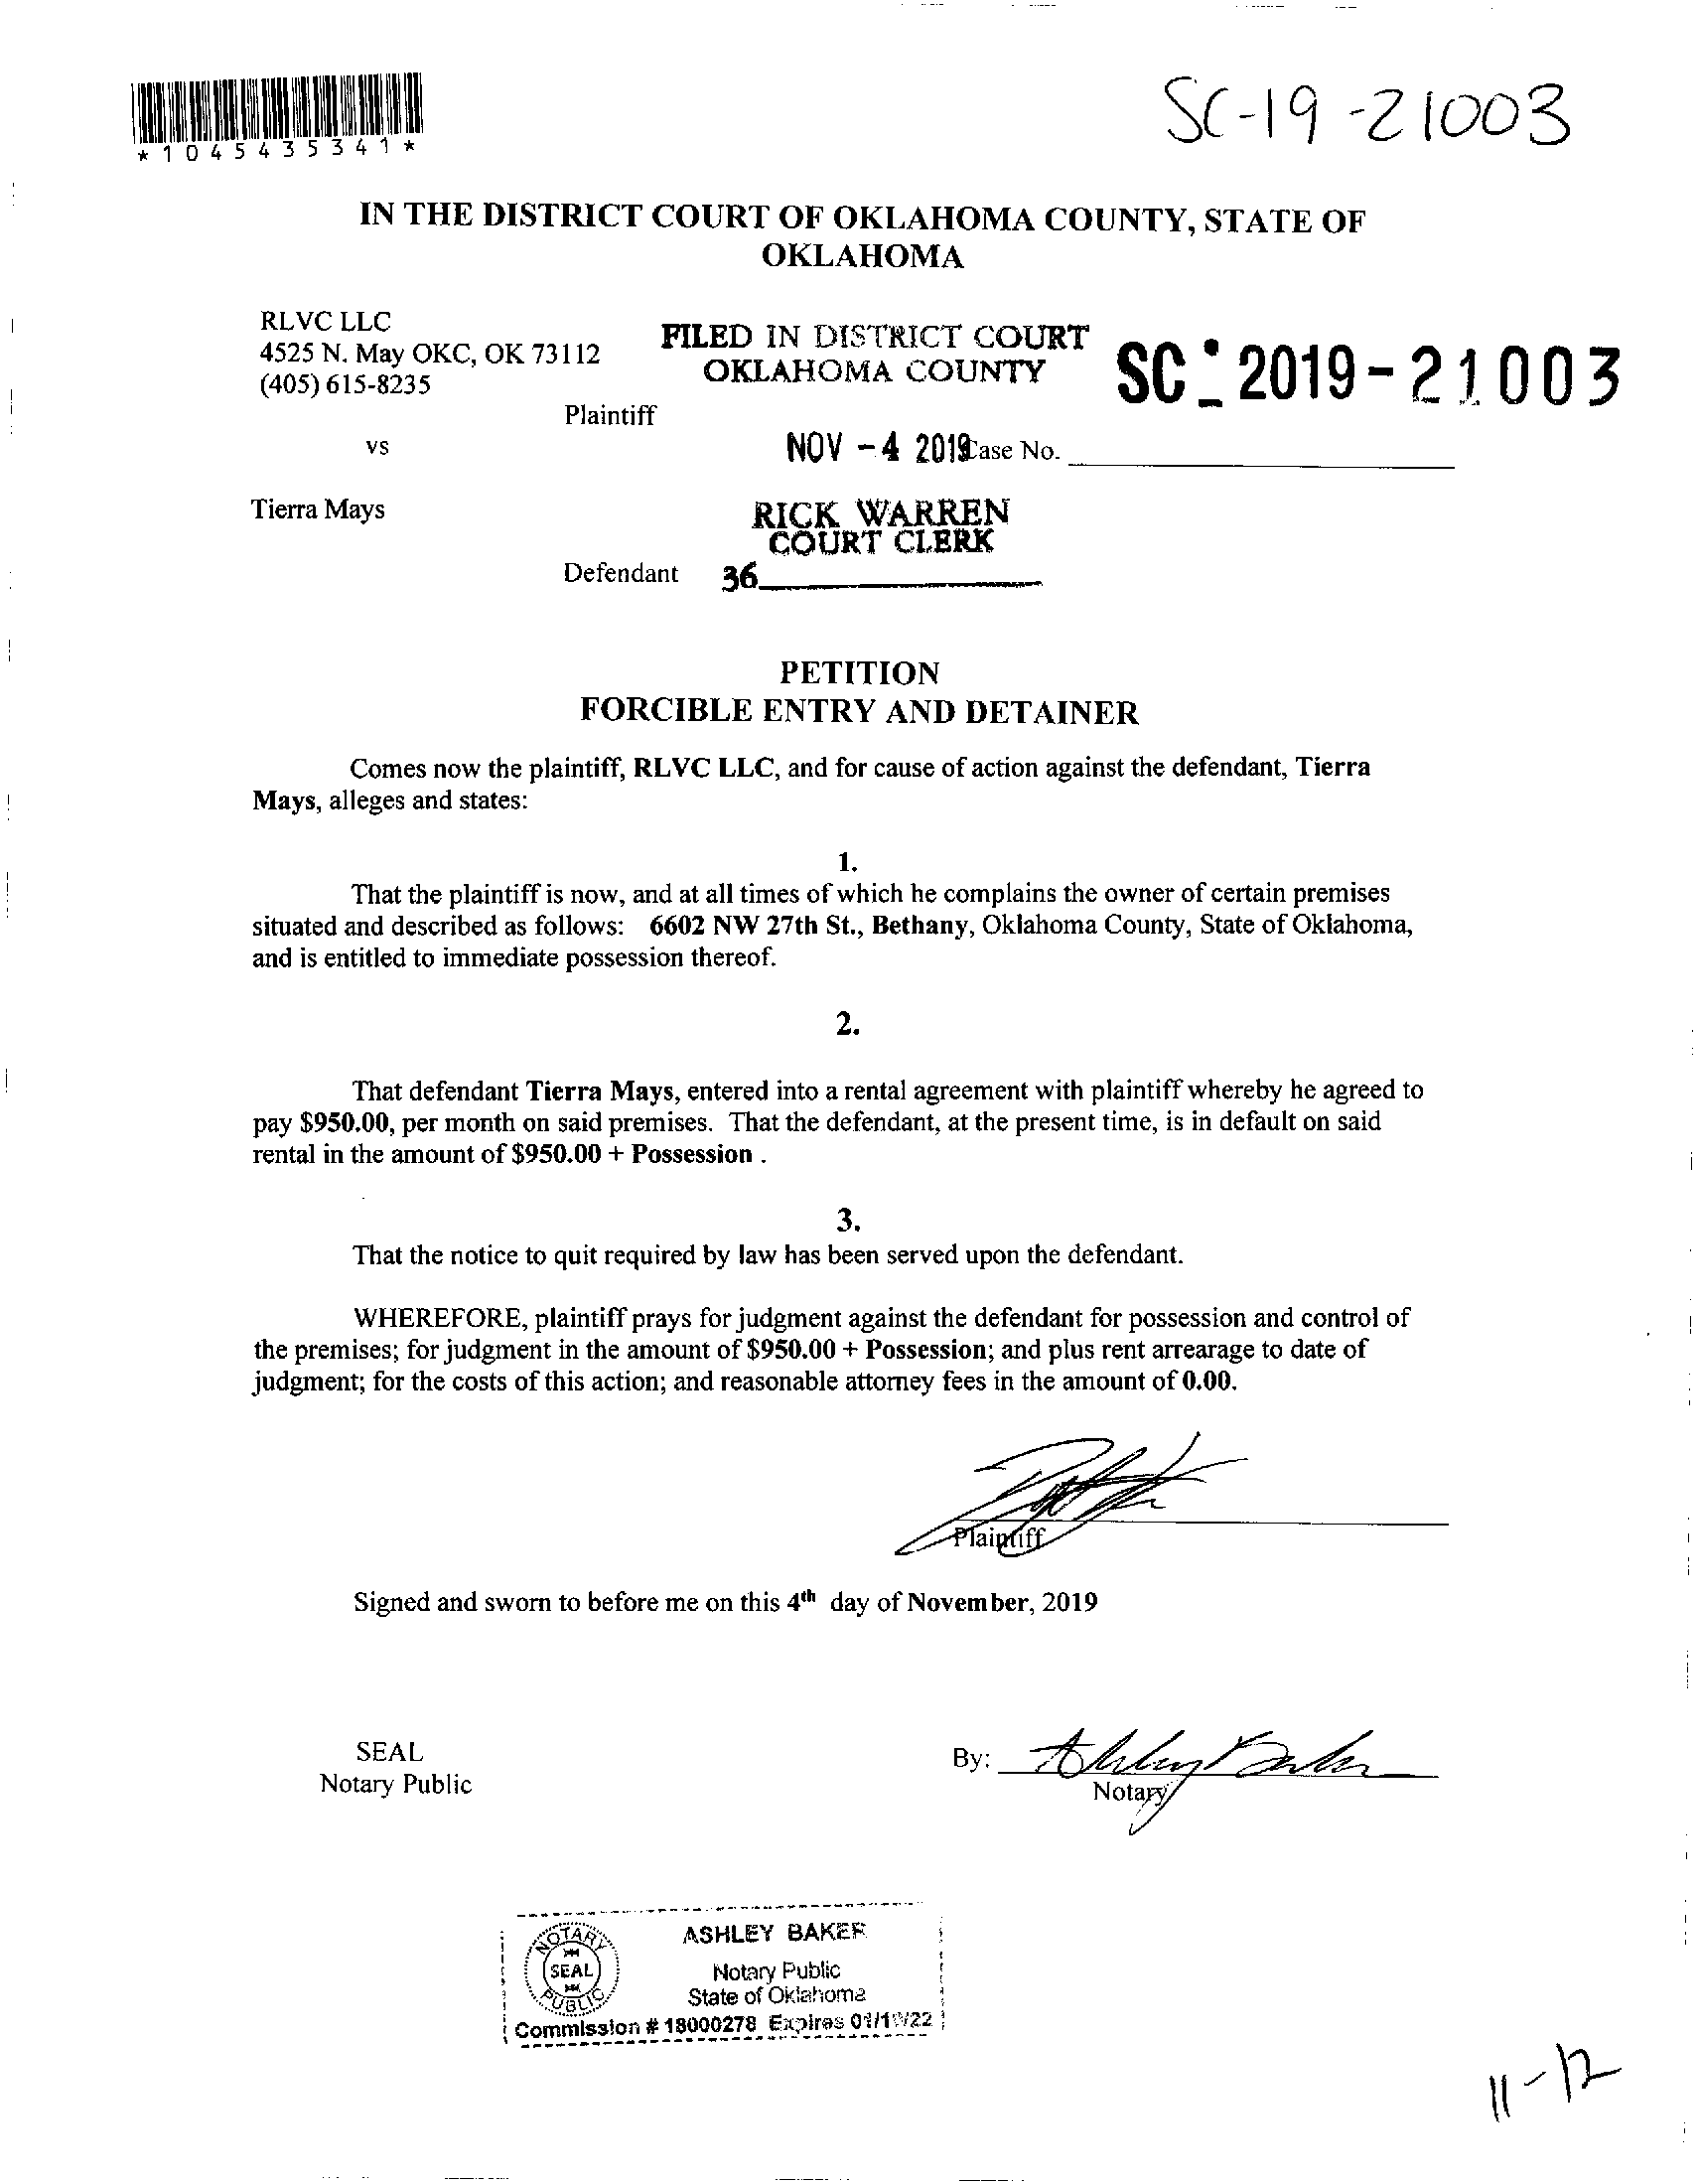 *1045435341*
SC-19-21003
IN THE DISTRICT COURT OF OKLAHOMA COUNTY, STATE OF
OKLAHOMA
RLVC LLC
4525 N. May OKC, OK 73112
(405) 615-8235
Plaintiff
vs
Tierra Mays
Defendant
FILED IN DISTRICT COURT
OKLAHOMA COUNTY
NOV - 4 2019
RICK WARREN
COURT CLERK
36
SC - 2019 - 21003
Case No.
PETITION
FORCIBLE ENTRY AND DETAINER
Comes now the plaintiff, RLVC LLC, and for cause of action against the defendant, Tierra
Mays, alleges and states:
1.
That the plaintiff is now, and at all times of which he complains the owner of certain premises
situated and described as follows: 6602 NW 27th St., Bethany, Oklahoma County, State of Oklahoma,
and is entitled to immediate possession thereof.
2.
That defendant Tierra Mays, entered into a rental agreement with plaintiff whereby he agreed to
pay $950.00, per month on said premises. That the defendant, at the present time, is in default on said
rental in the amount of $950.00 + Possession .
3.
That the notice to quit required by law has been served upon the defendant.
WHEREFORE, plaintiff prays for judgment against the defendant for possession and control of
the premises; for judgment in the amount of $950.00 + Possession; and plus rent arrearage to date of
judgment; for the costs of this action; and reasonable attorney fees in the amount of 0.00.
Plaintiff
Signed and sworn to before me on this 4th day of November, 2019
SEAL
Notary Public
By: Ashley Baker
Notary
NOTARY
SEAL
PUBLIC
ASHLEY BAKER
Notary Public
State of Oklahoma
Commission # 18000278 Expires
11-12